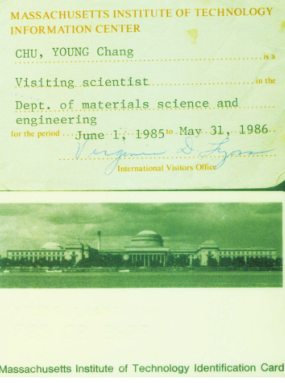 MASSACHUSETTS INSTITUTE OF TECHNOLOGY
INFORMATION CENTER
CHU, YOUNG Chang is a
Visiting scientist in the
Dept. of materials science and
engineering
for the period June 1, 1985 to May 31, 1986
International Visitors Office
Massachusetts Institute of Technology Identification Card